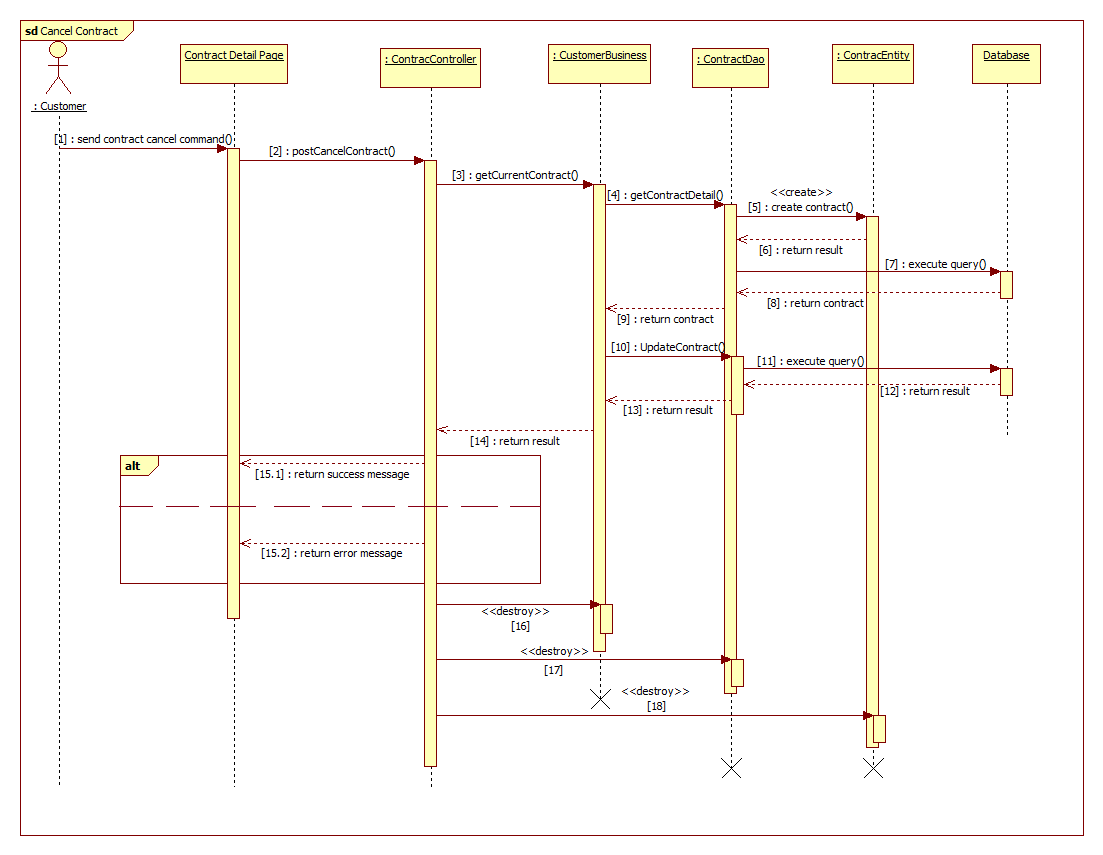 sd Cancel Contract
: Customer
Contract Detail Page
: ContracController
: CustomerBusiness
: ContractDao
: ContracEntity
Database
[1] : send contract cancel command()
[2] : postCancelContract()
[3] : getCurrentContract()
[4] : getContractDetail()
<<create>>
[5] : create contract()
[6] : return result
[7] : execute query()
[8] : return contract
[9] : return contract
[10] : UpdateContract()
[11] : execute query()
[12] : return result
[13] : return result
[14] : return result
alt
[15.1] : return success message
[15.2] : return error message
<<destroy>>
[16]
<<destroy>>
[17]
<<destroy>>
[18]